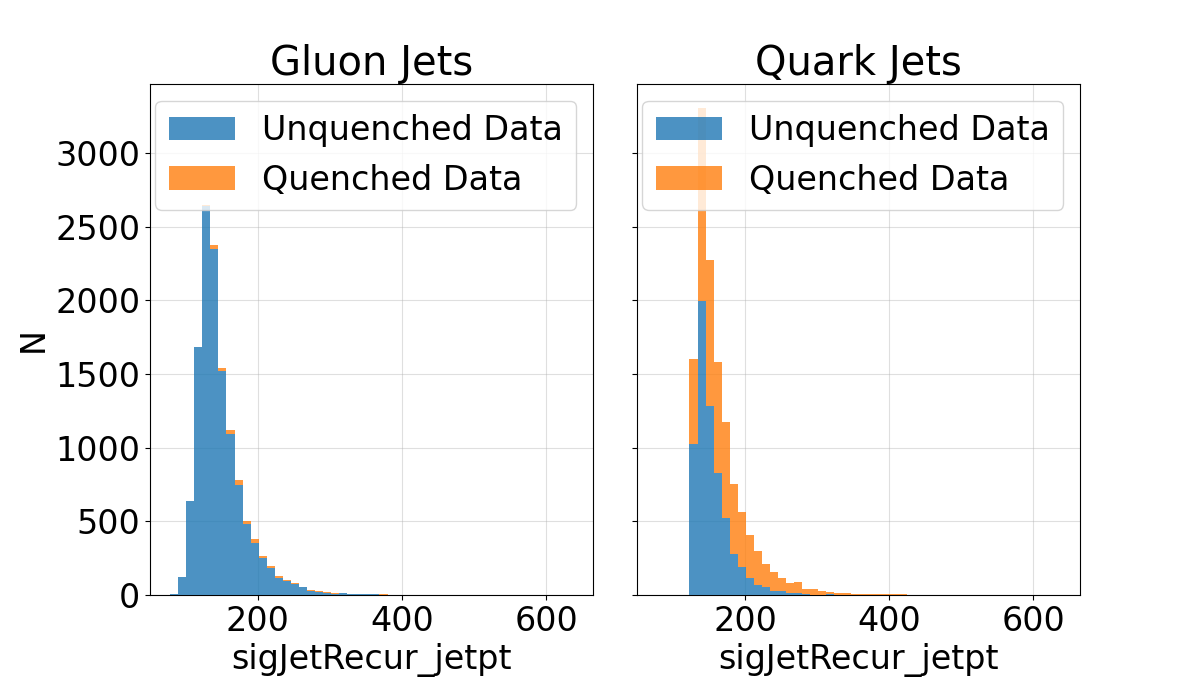 Gluon Jets
Quark Jets
Unquenched Data
Quenched Data
Unquenched Data
Quenched Data
3000
2500
2000
1500
1000
500
0
N
200 400 600
200 400 600
sigJetRecur_jetpt
sigJetRecur_jetpt